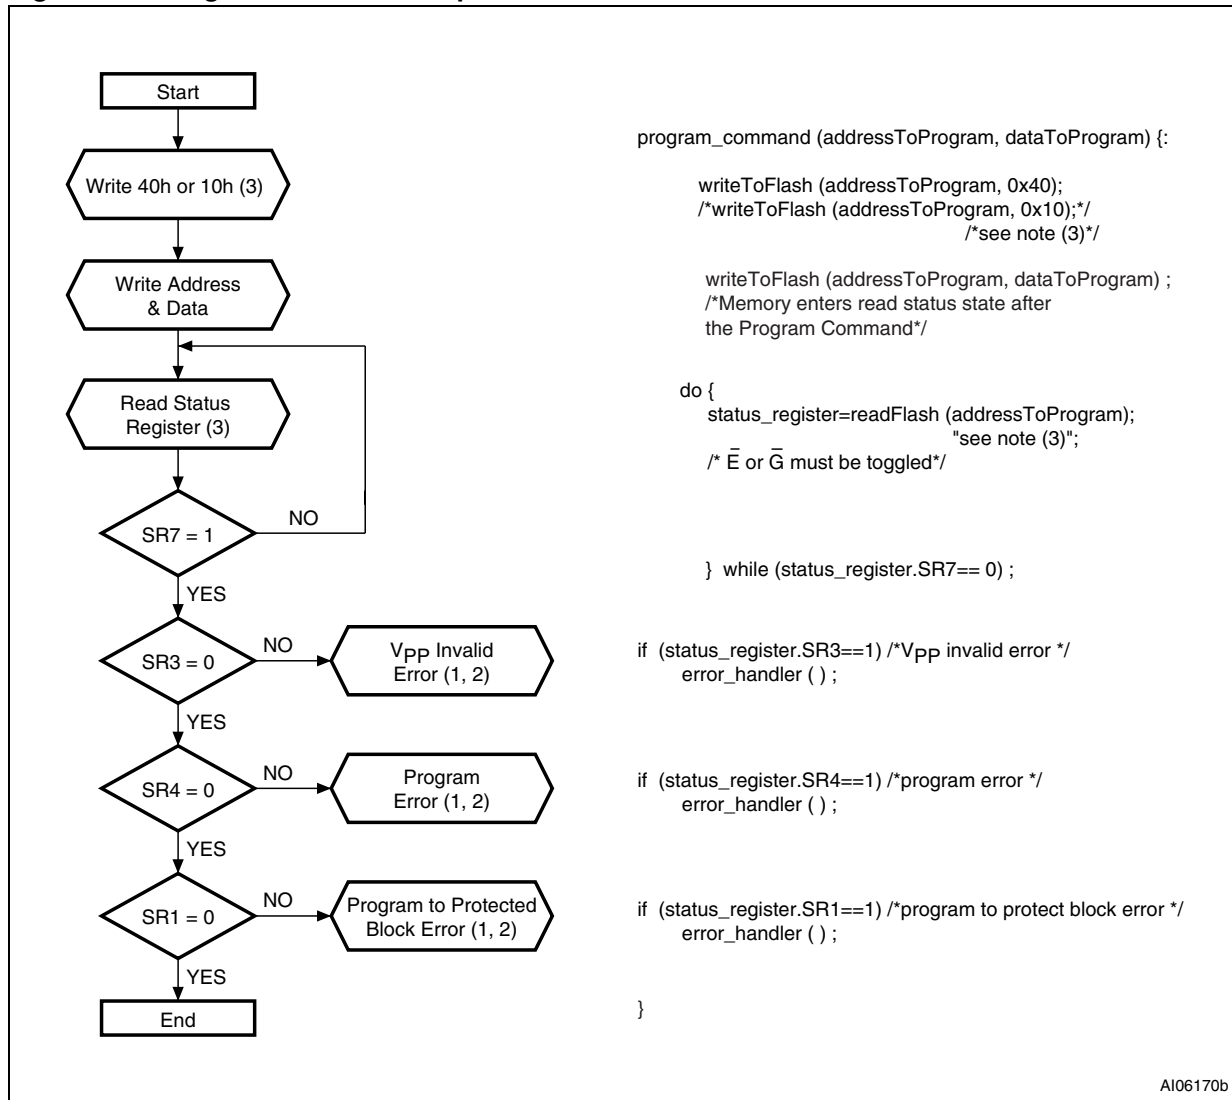 Start
Write 40h or 10h (3)
Write Address
& Data
Read Status
Register (3)
SR7 = 1
NO
YES
SR3 = 0
NO
VPP Invalid
Error (1, 2)
YES
SR4 = 0
NO
Program
Error (1, 2)
YES
SR1 = 0
NO
Program to Protected
Block Error (1, 2)
YES
End
program_command (addressToProgram, dataToProgram) {:
writeToFlash (addressToProgram, 0x40);
/*writeToFlash (addressToProgram, 0x10);*/
/*see note (3)*/
writeToFlash (addressToProgram, dataToProgram) ;
/*Memory enters read status state after
the Program Command*/
do {
status_register=readFlash (addressToProgram);
"see note (3)";
/* E̅ or G̅ must be toggled*/
} while (status_register.SR7== 0) ;
if (status_register.SR3==1) /*VPP invalid error */
error_handler ( ) ;
if (status_register.SR4==1) /*program error */
error_handler ( ) ;
if (status_register.SR1==1) /*program to protect block error */
error_handler ( ) ;
}
AI06170b